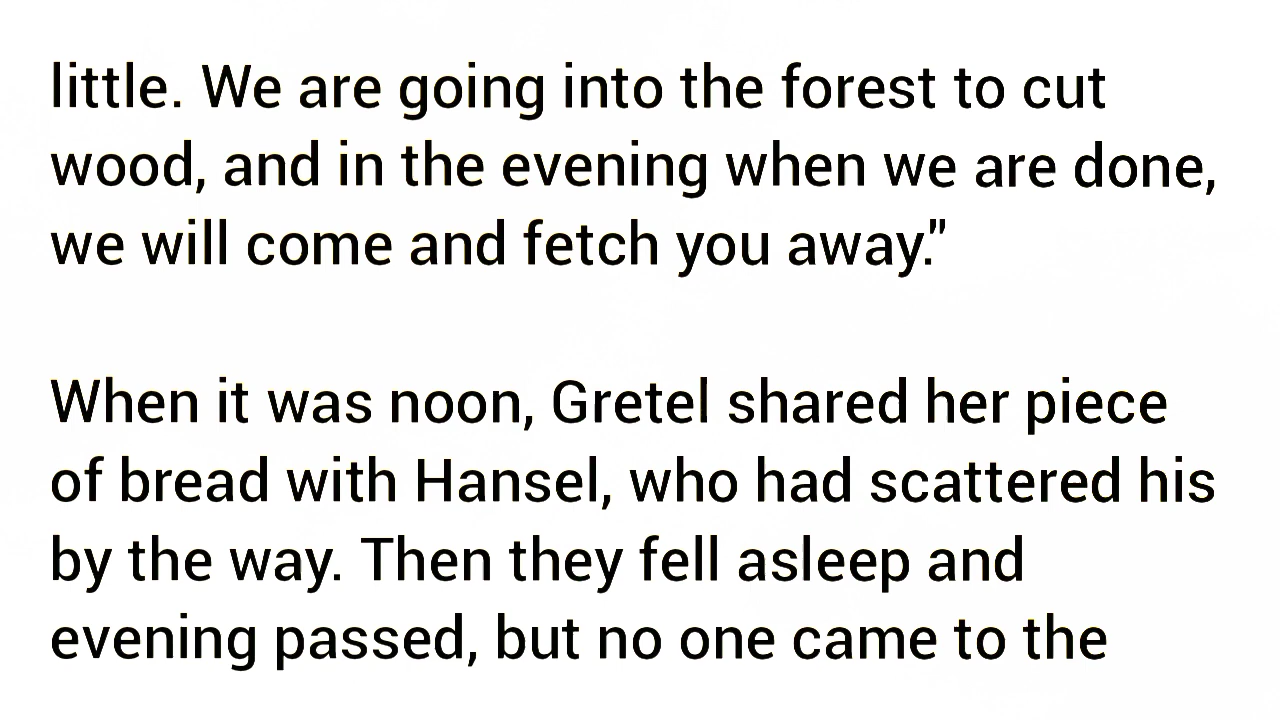 little. We are going into the forest to cut
wood, and in the evening when we are done,
we will come and fetch you away."
When it was noon, Gretel shared her piece
of bread with Hansel, who had scattered his
by the way. Then they fell asleep and
evening passed, but no one came to the